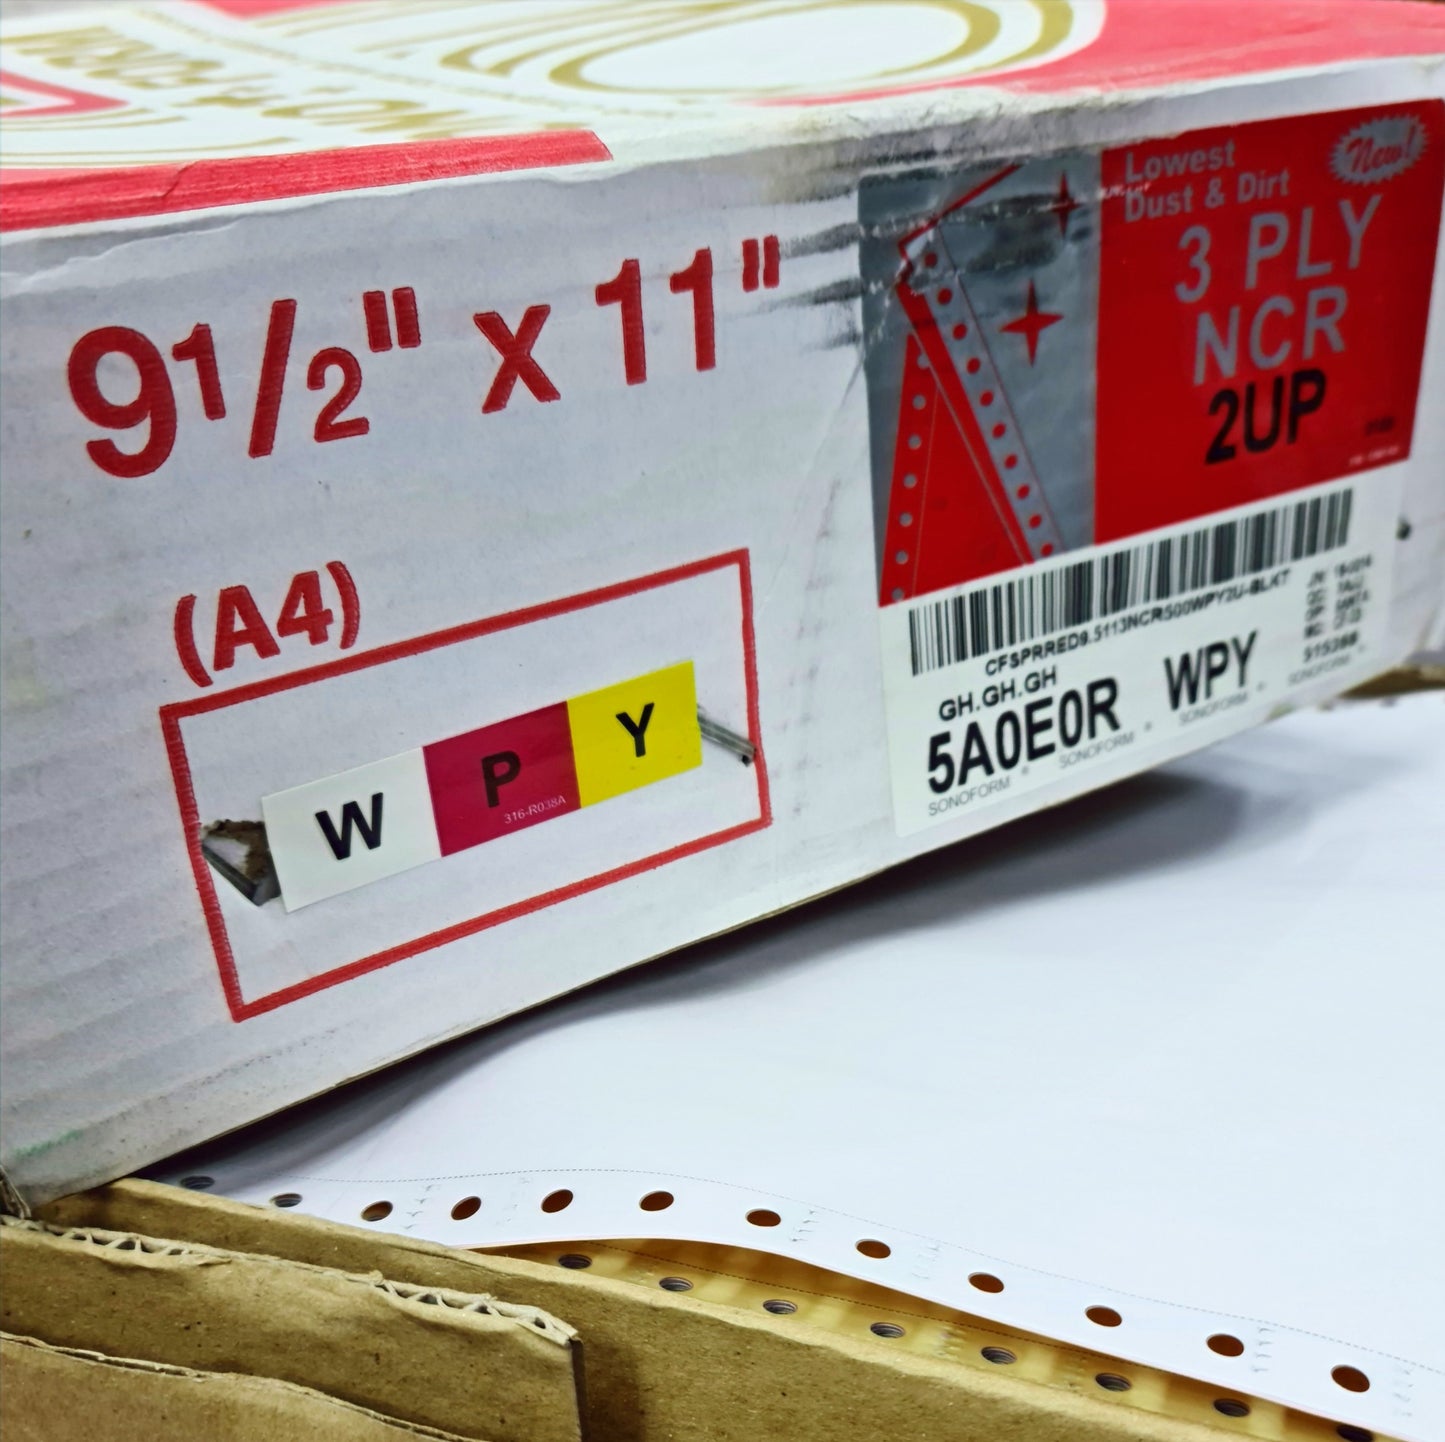 9 1/2" x 11"
(A4)
W P Y
316-R038A
New!
Lowest
Dust & Dirt
3 PLY
NCR
2UP
CFSPRRED9.5113NCR500WPY2U-BLKT
GH.GH.GH
5A0E0R WPY
915388
SONOFORM SONOFORM SONOFORM SONOFORM